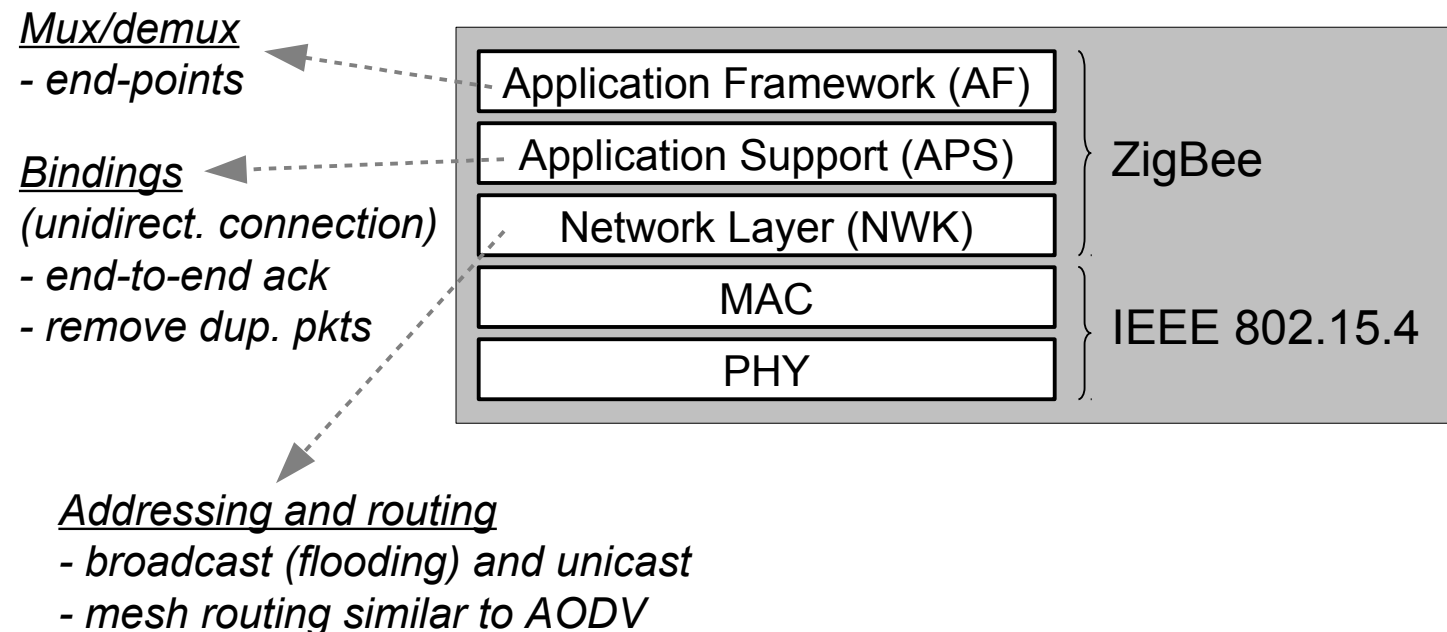 Mux/demux
- end-points
Bindings
(unidirect. connection)
- end-to-end ack
- remove dup. pkts
Application Framework (AF)
Application Support (APS)
Network Layer (NWK)
MAC
PHY
ZigBee
IEEE 802.15.4
Addressing and routing
- broadcast (flooding) and unicast
- mesh routing similar to AODV